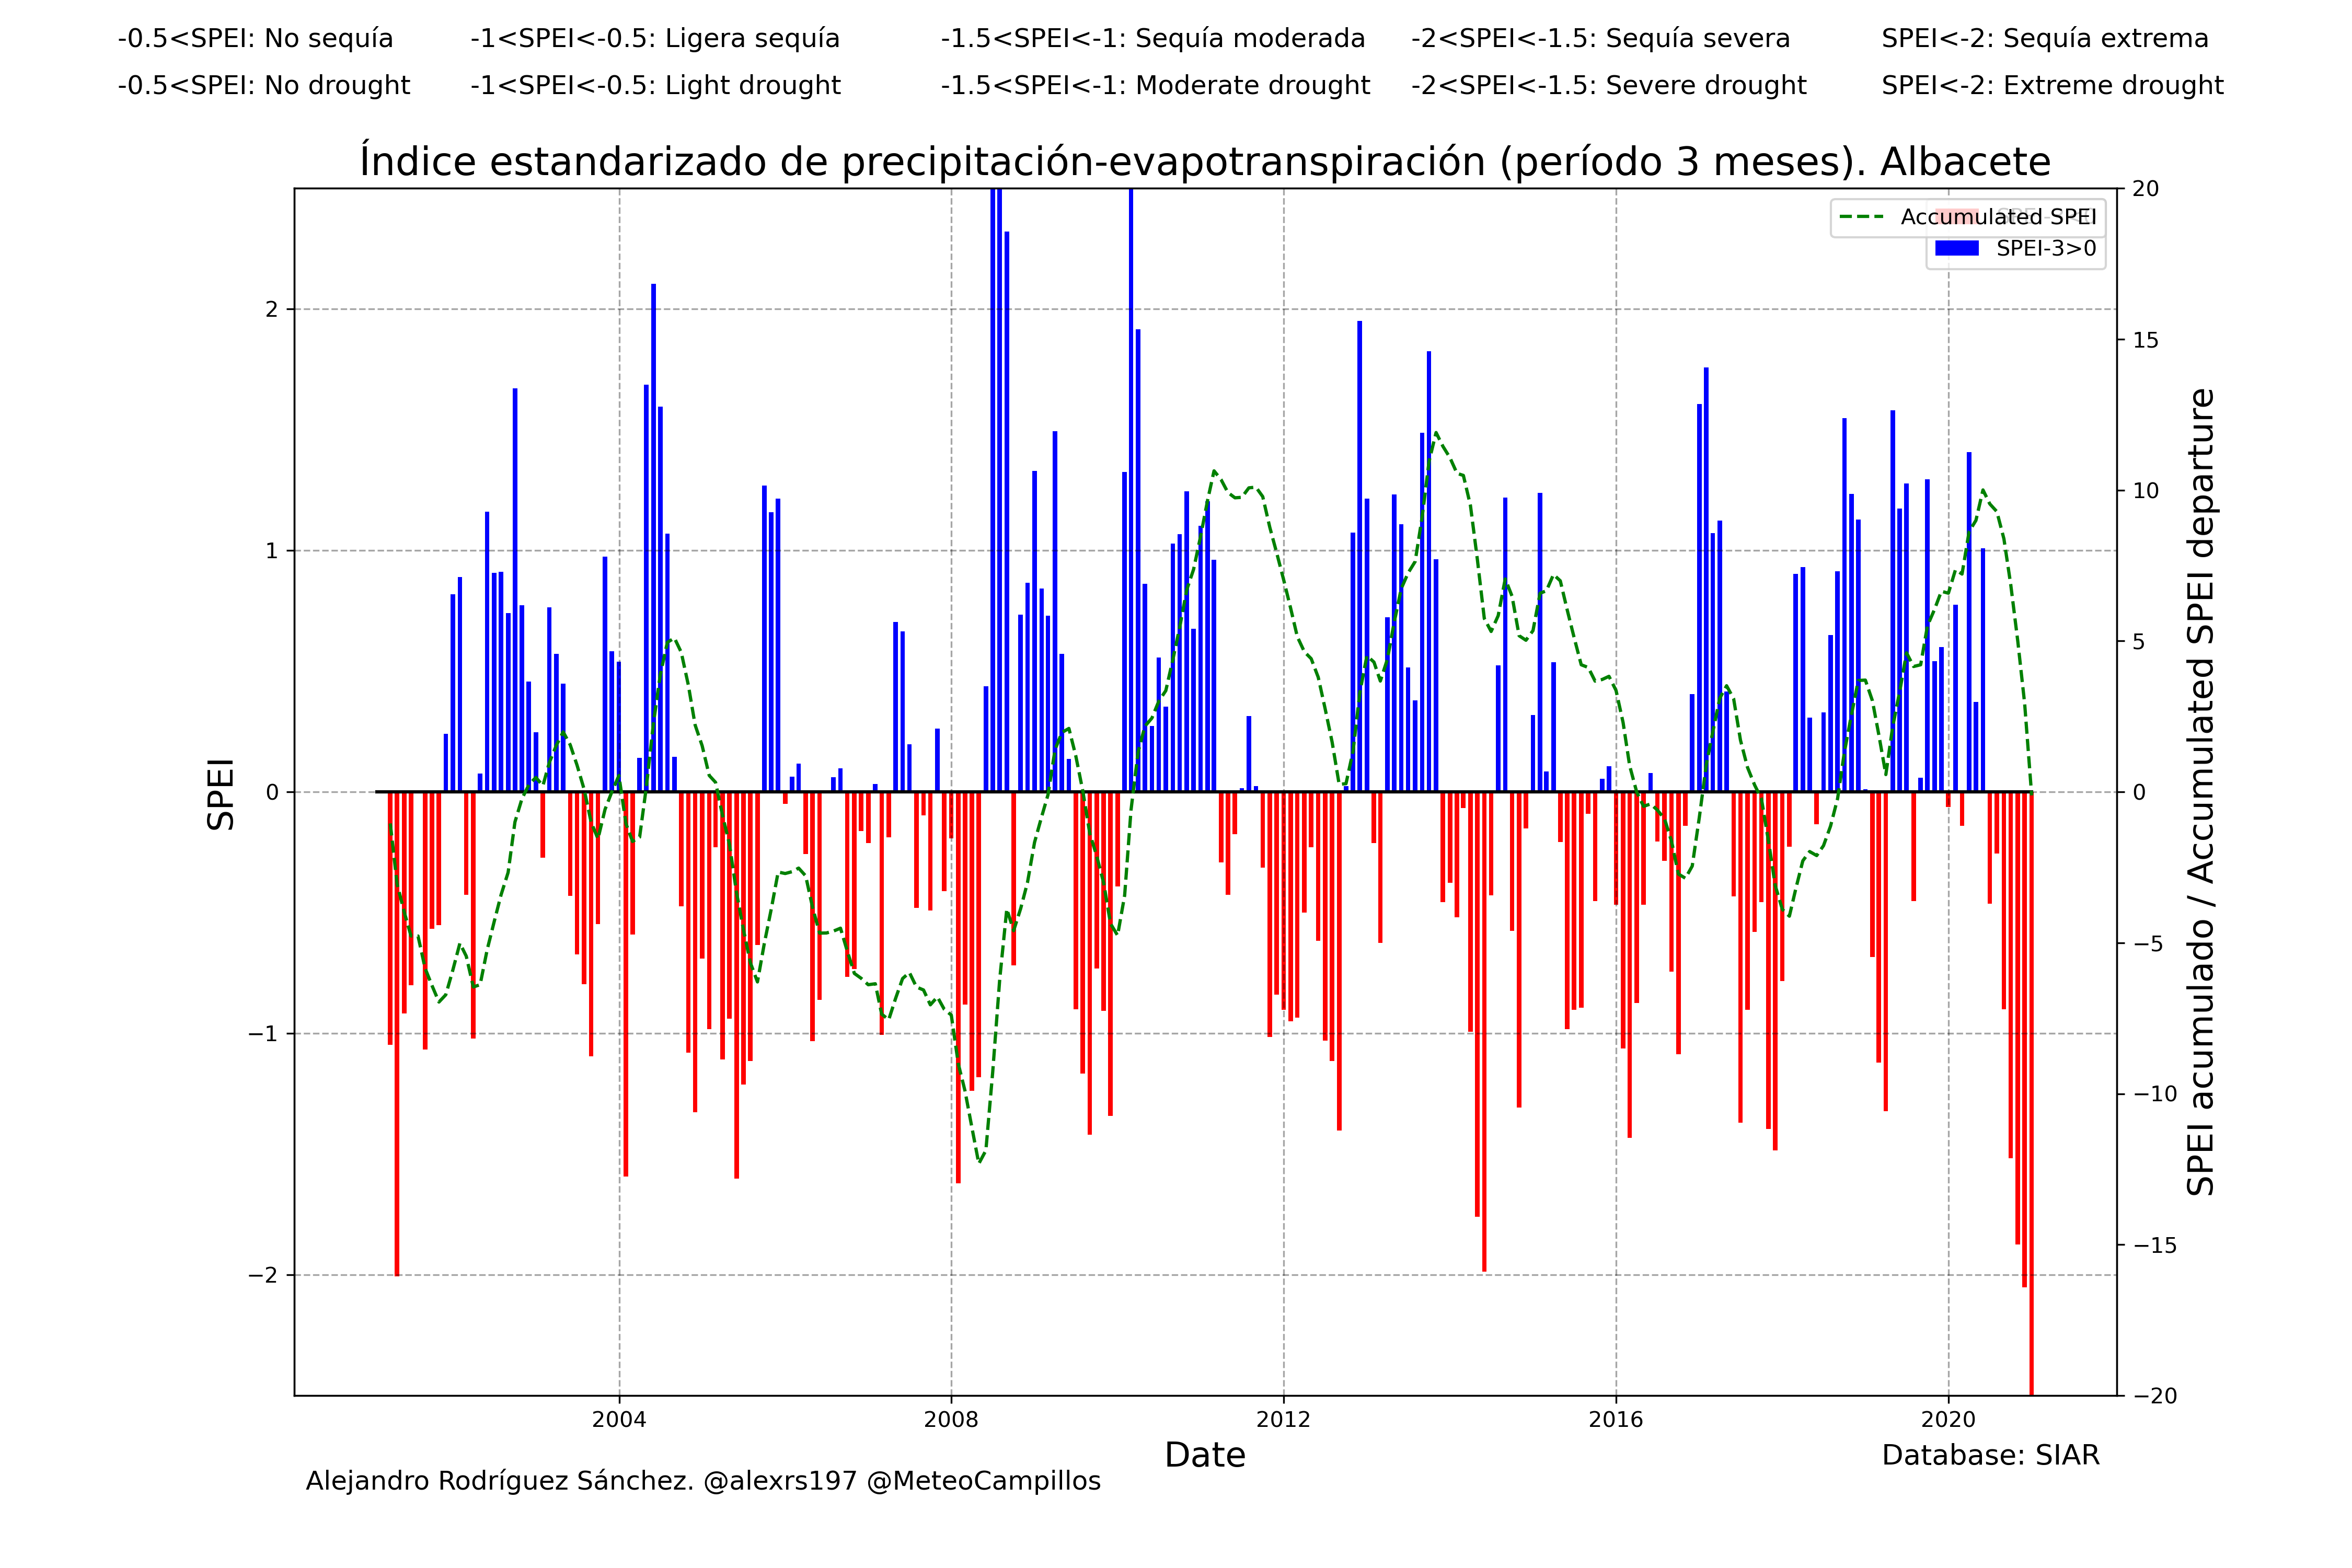 -0.5<SPEI: No sequía -1<SPEI<-0.5: Ligera sequía -1.5<SPEI<-1: Sequía moderada -2<SPEI<-1.5: Sequía severa SPEI<-2: Sequía extrema
-0.5<SPEI: No drought -1<SPEI<-0.5: Light drought -1.5<SPEI<-1: Moderate drought -2<SPEI<-1.5: Severe drought SPEI<-2: Extreme drought
Índice estandarizado de precipitación-evapotranspiración (período 3 meses). Albacete
Accumulated SPEI
SPEI-3>0
SPEI
2
1
0
−1
−2
20
15
10
5
0
−5
−10
−15
−20
SPEI acumulado / Accumulated SPEI departure
2004 2008 2012 2016 2020
Date
Database: SIAR
Alejandro Rodríguez Sánchez. @alexrs197 @MeteoCampillos